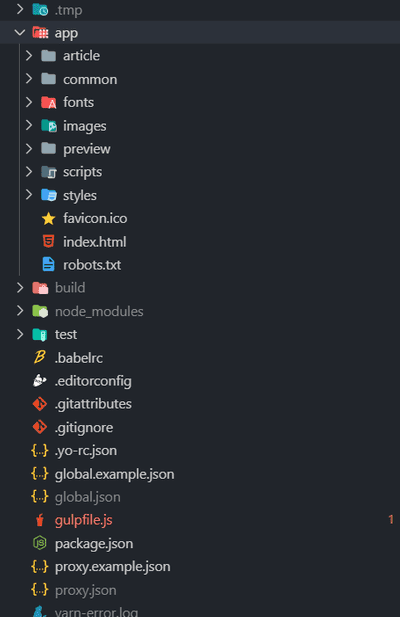 .tmp
app
article
common
fonts
images
preview
scripts
styles
favicon.ico
index.html
robots.txt
build
node_modules
test
.babelrc
.editorconfig
.gitattributes
.gitignore
.yo-rc.json
global.example.json
global.json
gulpfile.js 1
package.json
proxy.example.json
proxy.json
yarn-error.log